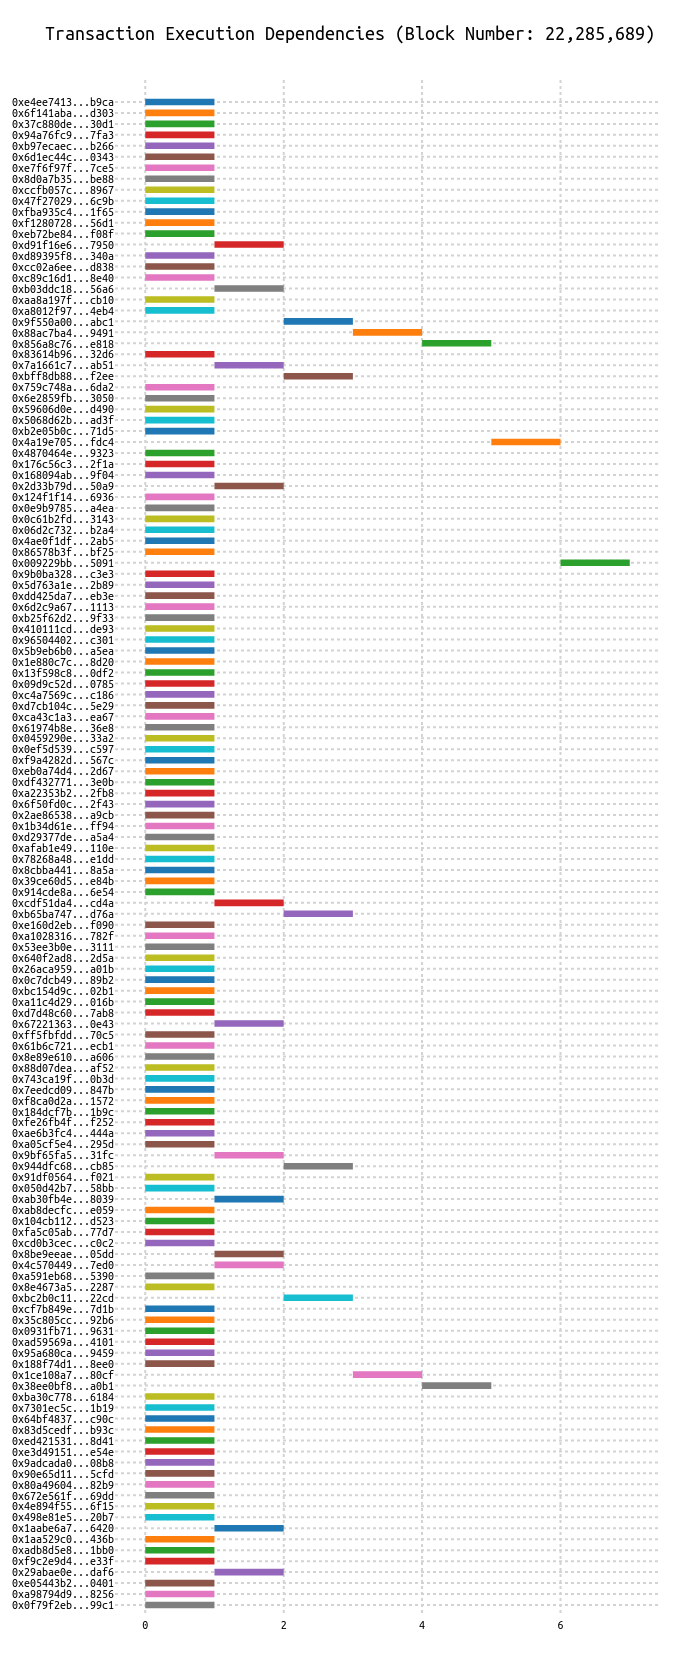 Transaction Execution Dependencies (Block Number: 22,285,689)
0xe4ee7413...b9ca
0x6f141aba...d303
0x37c880de...30d1
0x94a76fc9...7fa3
0xb97ecaec...b266
0x6d1ec44c...0343
0xe7f6f97f...7ce5
0x8d0a7b35...be88
0xccfb057c...8967
0x47f27029...6c9b
0xfba935c4...1f65
0xf1280728...56d1
0xeb72be84...f08f
0xd91f16e6...7950
0xd89395f8...340a
0xcc02a6ee...d838
0xc89c16d1...8e40
0xb03ddc18...56a6
0xaa8a197f...cb10
0xa8012f97...4eb4
0x9f550a00...abc1
0x88ac7ba4...9491
0x856a8c76...e818
0x83614b96...32d6
0x7a1661c7...ab51
0xbff8db88...f2ee
0x759c748a...6da2
0x6e2859fb...3050
0x59606d0e...d490
0x5068d62b...ad3f
0xb2e05b0c...71d5
0x4a19e705...fdc4
0x4870464e...9323
0x176c56c3...2f1a
0x168094ab...9f04
0x2d33b79d...50a9
0x124f1f14...6936
0x0e9b9785...a4ea
0x0c61b2fd...3143
0x06d2c732...b2a4
0x4ae0f1df...2ab5
0x86578b3f...bf25
0x009229bb...5091
0x9b0ba328...c3e3
0x5d763a1e...2b89
0xdd425da7...eb3e
0x6d2c9a67...1113
0xb25f62d2...9f33
0x410111cd...de93
0x96504402...c301
0x5b9eb6b0...a5ea
0x1e880c7c...8d20
0x13f598c8...0df2
0x09d9c52d...0785
0xc4a7569c...c186
0xd7cb104c...5e29
0xca43c1a3...ea67
0x61974b8e...36e8
0x0459290e...33a2
0x0ef5d539...c597
0xf9a4282d...567c
0xeb0a74d4...2d67
0xdf432771...3e0b
0xa22353b2...2fb8
0x6f50fd0c...2f43
0x2ae86538...a9cb
0x1b34d61e...ff94
0xd29377de...a5a4
0xafab1e49...110e
0x78268a48...e1dd
0x8cbba441...8a5a
0x39ce60d5...e84b
0x914cde8a...6e54
0xcdf51da4...cd4a
0xb65ba747...d76a
0xe160d2eb...f090
0xa1028316...782f
0x53ee3b0e...3111
0x640f2ad8...2d5a
0x26aca959...a01b
0x0c7dcb49...89b2
0xbc154d9c...02b1
0xa11c4d29...016b
0xd7d48c60...7ab8
0x67221363...0e43
0xff5fbfdd...70c5
0x61b6c721...ecb1
0x8e89e610...a606
0x88d07dea...af52
0x743ca19f...0b3d
0x7eedcd09...847b
0xf8ca0d2a...1572
0x184dcf7b...1b9c
0xfe26fb4f...f252
0xae6b3fc4...444a
0xa05cf5e4...295d
0x9bf65fa5...31fc
0x944dfc68...cb85
0x91df0564...f021
0x050d42b7...58bb
0xab30fb4e...8039
0xab8decfc...e059
0x104cb112...d523
0xfa5c05ab...77d7
0xcd0b3cec...c0c2
0x8be9eeae...05dd
0x4c570449...7ed0
0xa591eb68...5390
0x8e4673a5...2287
0xbc2b0c11...22cd
0xcf7b849e...7d1b
0x35c805cc...92b6
0x0931fb71...9631
0xad59569a...4101
0x95a680ca...9459
0x188f74d1...8ee0
0x1ce108a7...80cf
0x38ee0bf8...a0b1
0xba30c778...6184
0x7301ec5c...1b19
0x64bf4837...c90c
0x83d5cedf...b93c
0xed421531...8d41
0xe3d49151...e54e
0x9adcada0...08b8
0x90e65d11...5cfd
0x80a49604...82b9
0x672e561f...69dd
0x4e894f55...6f15
0x498e81e5...20b7
0x1aabe6a7...6420
0x1aa529c0...436b
0xadb8d5e8...1bb0
0xf9c2e9d4...e33f
0x29abae0e...daf6
0xe05443b2...0401
0xa98794d9...8256
0x0f79f2eb...99c1
0 2 4 6